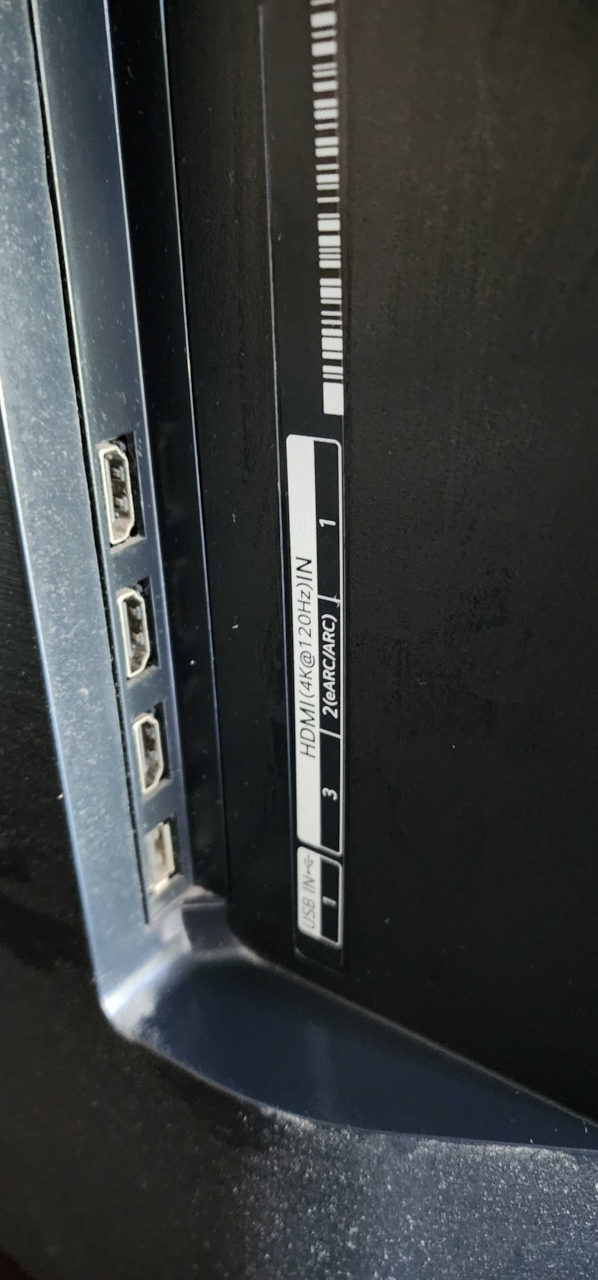 HDMI(4K@120Hz)IN
3 2(eARC/ARC) 1
USB IN
1